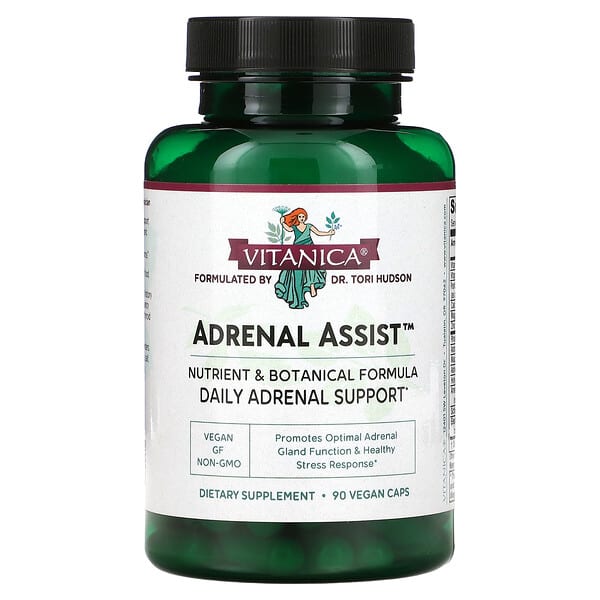 VITANICA®
FORMULATED BY DR. TORI HUDSON
ADRENAL ASSIST™
NUTRIENT & BOTANICAL FORMULA
DAILY ADRENAL SUPPORT*
VEGAN
GF
NON-GMO
Promotes Optimal Adrenal
Gland Function & Healthy
Stress Response*
DIETARY SUPPLEMENT • 90 VEGAN CAPS